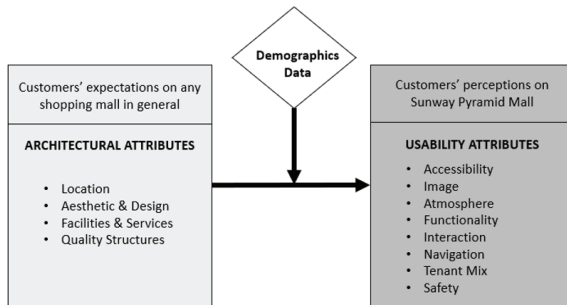 Demographics
Data
Customers' expectations on any
shopping mall in general
ARCHITECTURAL ATTRIBUTES
• Location
• Aesthetic & Design
• Facilities & Services
• Quality Structures
Customers' perceptions on
Sunway Pyramid Mall
USABILITY ATTRIBUTES
• Accessibility
• Image
• Atmosphere
• Functionality
• Interaction
• Navigation
• Tenant Mix
• Safety